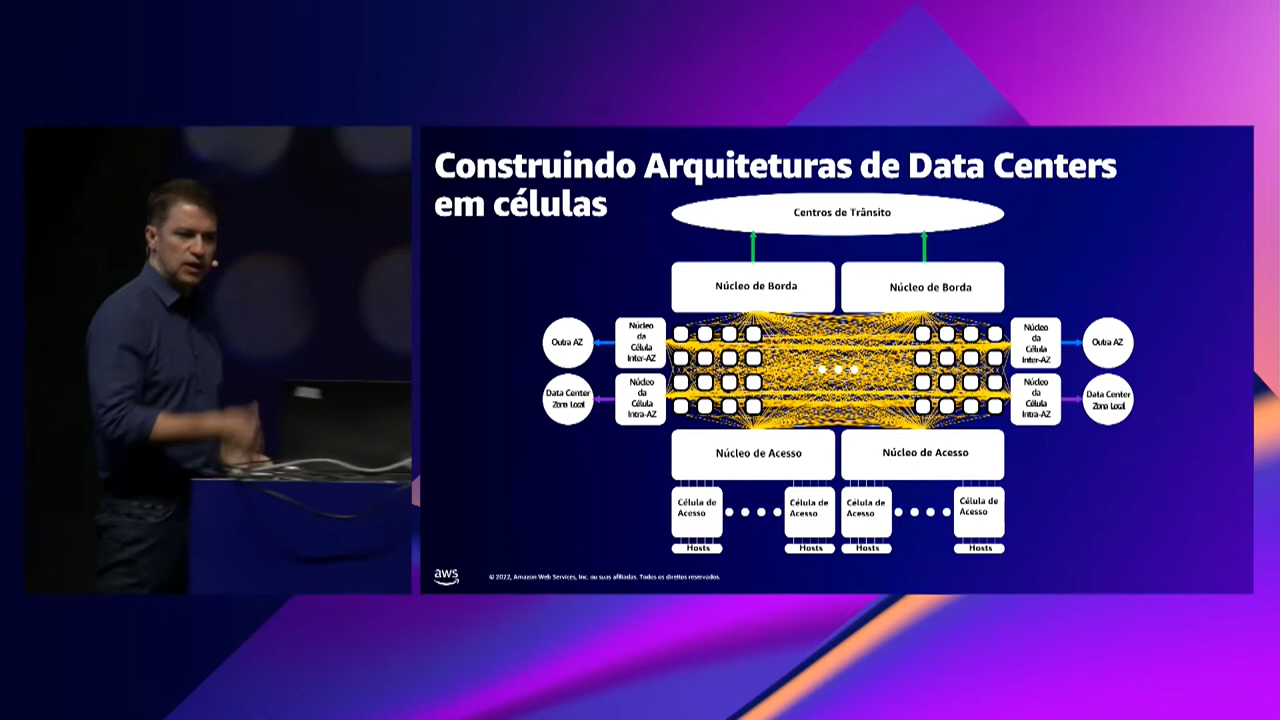 Construindo Arquiteturas de Data Centers
em células
Centros de Trânsito
Núcleo de Borda
Núcleo de Borda
Outra AZ
Núcleo
da
Célula
Inter-AZ
Núcleo
da
Célula
Inter-AZ
Outra AZ
Data Center
Zona Local
Núcleo
da
Célula
Intra-AZ
Núcleo
da
Célula
Intra-AZ
Data Center
Zona Local
Núcleo de Acesso
Núcleo de Acesso
Célula de
Acesso
Célula de
Acesso
Célula de
Acesso
Célula de
Acesso
Hosts
Hosts
Hosts
Hosts
aws
© 2022, Amazon Web Services, Inc. ou suas afiliadas. Todos os direitos reservados.